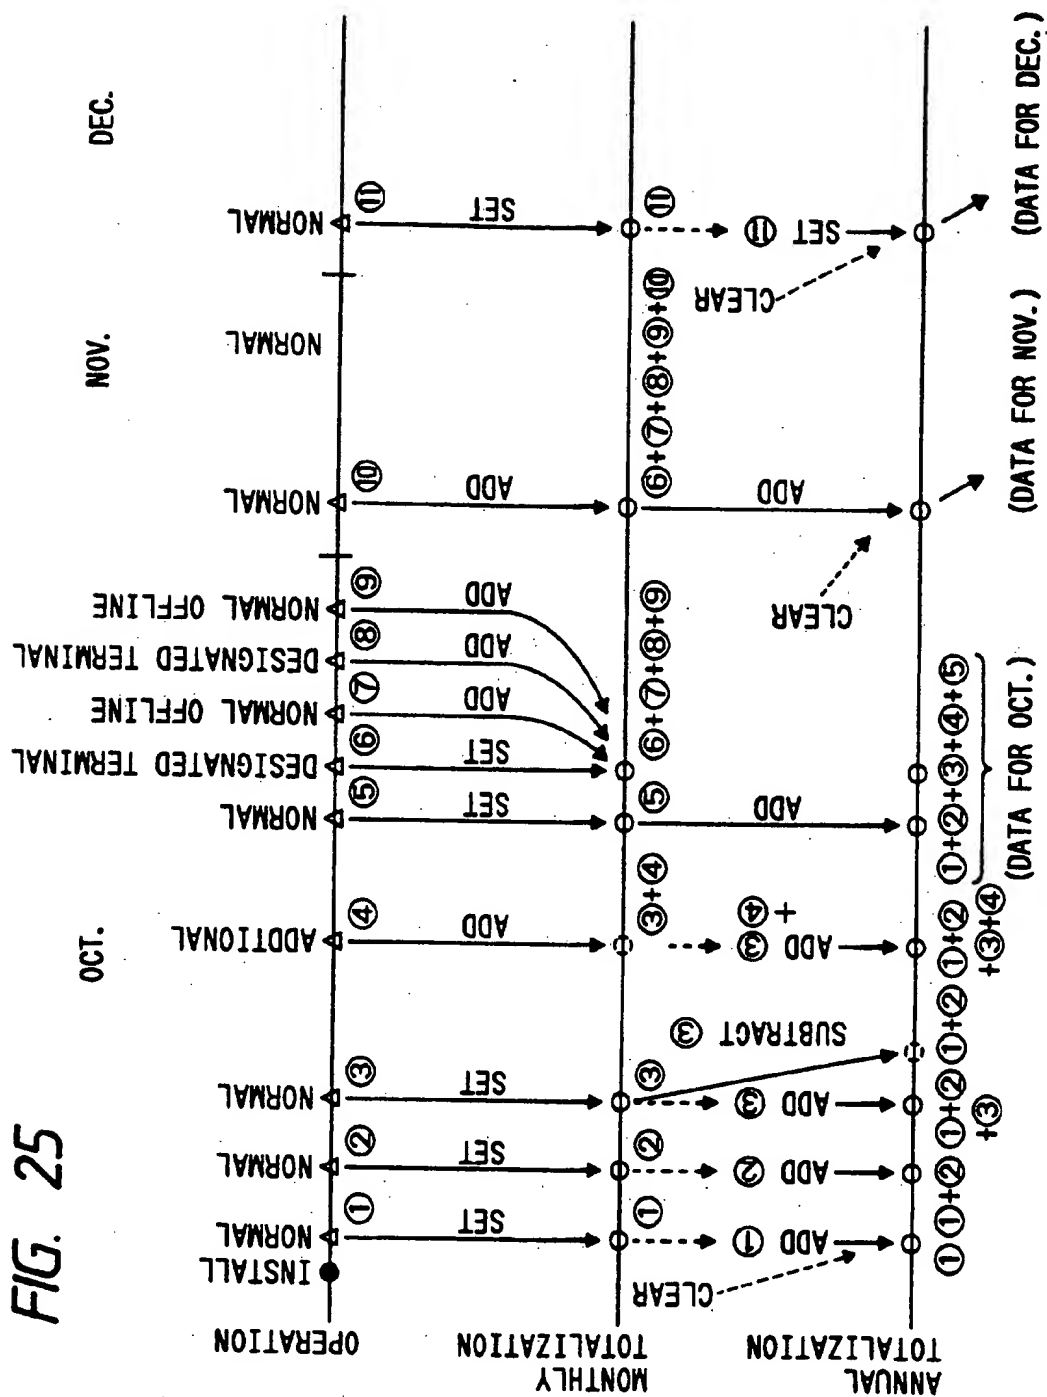 FIG. 25
OCT.
NOV.
DEC.
OPERATION
INSTALL
NORMAL
NORMAL
NORMAL
ADDTIONAL
NORMAL
DESIGNATED TERMINAL
NORMAL OFFLINE
DESIGNATED TERMINAL
NORMAL OFFLINE
NORMAL
NORMAL
NORMAL
①
②
③
④
⑤
⑥
⑦
⑧
⑨
⑩
⑪
SET
SET
SET
ADD
SET
SET
ADD
ADD
ADD
ADD
SET
MONTHLY
TOTALIZATION
①
②
③
③+④
⑤
⑥+⑦+⑧+⑨
⑥+⑦+⑧+⑨+⑩
⑪
CLEAR
① ADD
② ADD
③ ADD
SUBTRACT ③
③ ADD
+
④
ADD
CLEAR
ADD
CLEAR
⑪ SET
ANNUAL
TOTALIZATION
①
①+②
①+②
+③
①+②
①+②
+③+④
①+②+③+④+⑤
(DATA FOR OCT.)
(DATA FOR NOV.)
(DATA FOR DEC.)